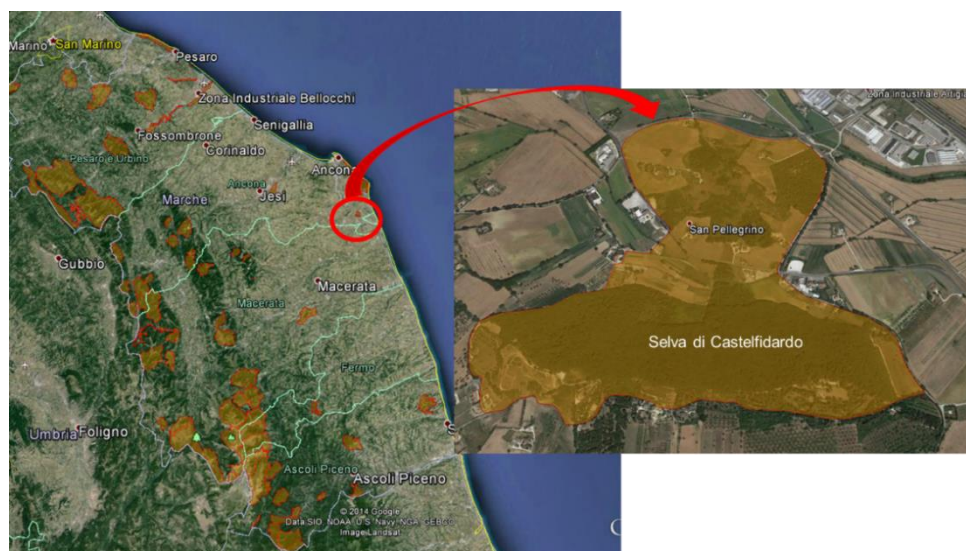 Marino
San Marino
Pesaro
Zona Industriale Bellocchi
Fossombrone
Senigallia
Corinaldo
Pesaro e Urbino
Ancona
Ancona
Jesi
Marche
Gubbio
Macerata
Macerata
Fermo
Umbria
Foligno
S
Ascoli Piceno
Ascoli Piceno
© 2014 Google
Data SIO, NOAA, U.S. Navy, NGA, GEBCO
Image Landsat
San Pellegrino
Selva di Castelfidardo